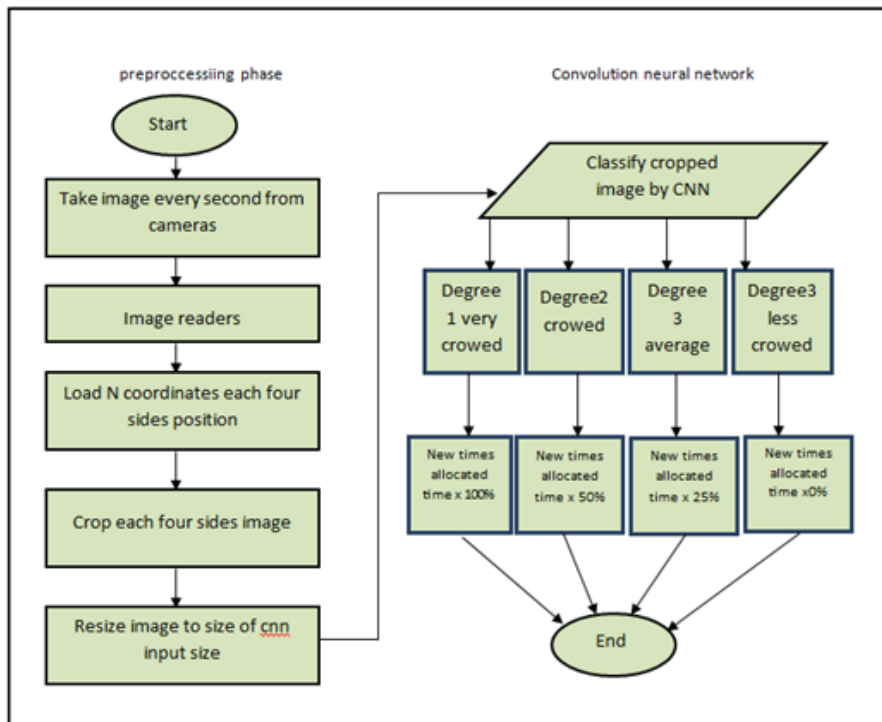 preproccessiing phase
Start
Take image every second from
cameras
Image readers
Load N coordinates each four
sides position
Crop each four sides image
Resize image to size of cnn
input size
Convolution neural network
Classify cropped
image by CNN
Degree
1 very
crowed
Degree2
crowed
Degree
3
average
Degree3
less
crowed
New times
allocated
time x 100%
New times
allocated
time x 50%
New times
allocated
time x 25%
New times
allocated
time x0%
End